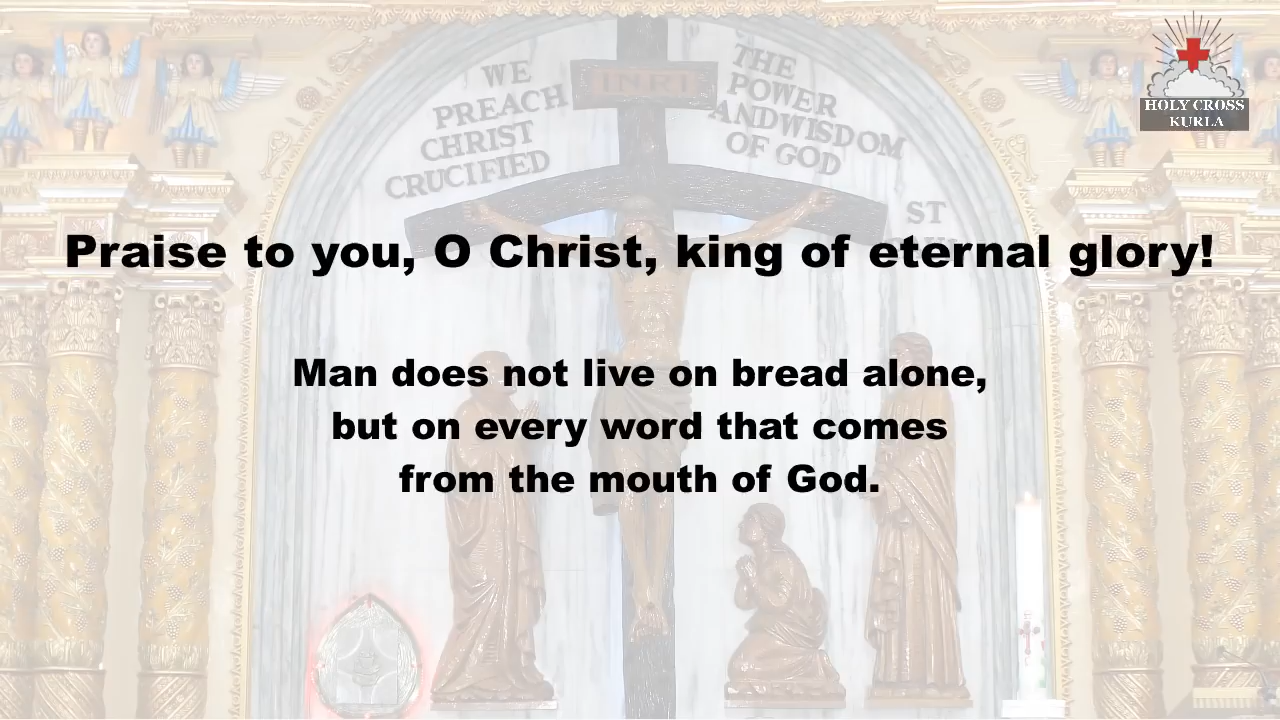 WE
PREACH
CHRIST
CRUCIFIED
INRI
THE
POWER
ANDWISDOM
OF GOD
ST
HOLY CROSS
KURLA
Praise to you, O Christ, king of eternal glory!
Man does not live on bread alone,
but on every word that comes
from the mouth of God.